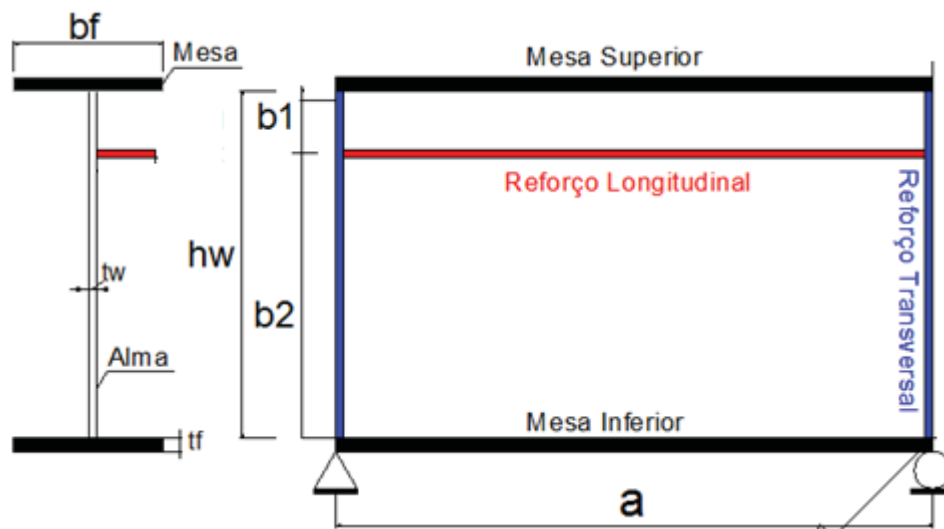 bf
Mesa
tw
Alma
tf
Mesa Superior
b1
Reforço Longitudinal
hw
b2
Reforço Transversal
Mesa Inferior
a